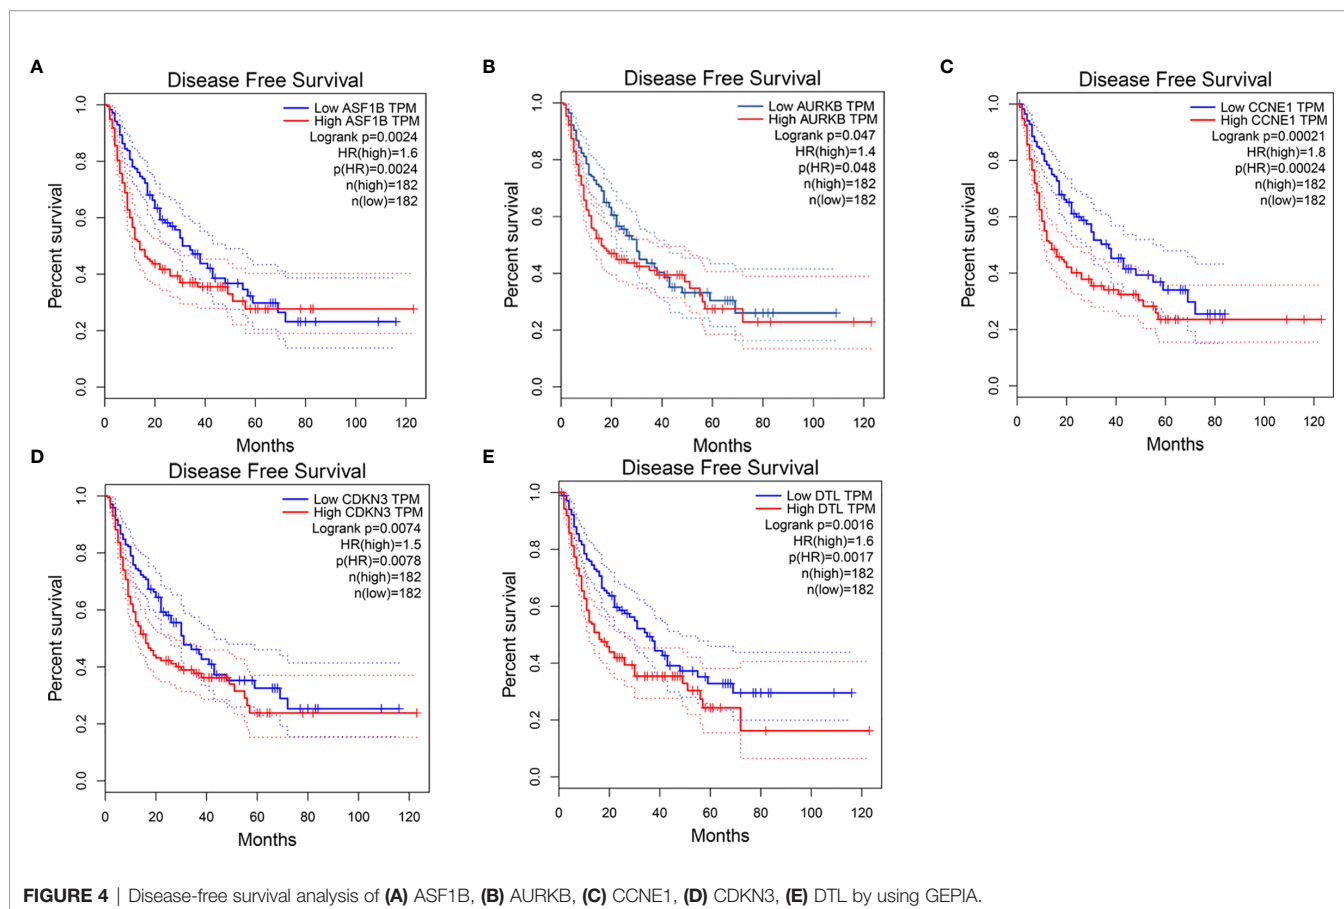 A
Disease Free Survival
Low ASF1B TPM
High ASF1B TPM
Logrank p=0.0024
HR(high)=1.6
p(HR)=0.0024
n(high)=182
n(low)=182
Percent survival
1.0
0.8
0.6
0.4
0.2
0.0
0 20 40 60 80 100 120
Months
B
Disease Free Survival
Low AURKB TPM
High AURKB TPM
Logrank p=0.047
HR(high)=1.4
p(HR)=0.048
n(high)=182
n(low)=182
Percent survival
1.0
0.8
0.6
0.4
0.2
0.0
0 20 40 60 80 100 120
Months
C
Disease Free Survival
Low CCNE1 TPM
High CCNE1 TPM
Logrank p=0.00021
HR(high)=1.8
p(HR)=0.00024
n(high)=182
n(low)=182
Percent survival
1.0
0.8
0.6
0.4
0.2
0.0
0 20 40 60 80 100 120
Months
D
Disease Free Survival
Low CDKN3 TPM
High CDKN3 TPM
Logrank p=0.0074
HR(high)=1.5
p(HR)=0.0078
n(high)=182
n(low)=182
Percent survival
1.0
0.8
0.6
0.4
0.2
0.0
0 20 40 60 80 100 120
Months
E
Disease Free Survival
Low DTL TPM
High DTL TPM
Logrank p=0.0016
HR(high)=1.6
p(HR)=0.0017
n(high)=182
n(low)=182
Percent survival
1.0
0.8
0.6
0.4
0.2
0.0
0 20 40 60 80 100 120
Months
FIGURE 4 | Disease-free survival analysis of (A) ASF1B, (B) AURKB, (C) CCNE1, (D) CDKN3, (E) DTL by using GEPIA.